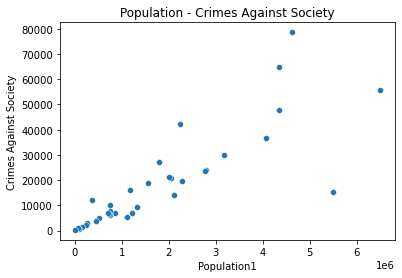 Population - Crimes Against Society
80000
70000
60000
50000
40000
30000
20000
10000
0
Crimes Against Society
0 1 2 3 4 5 6
1e6
Population1